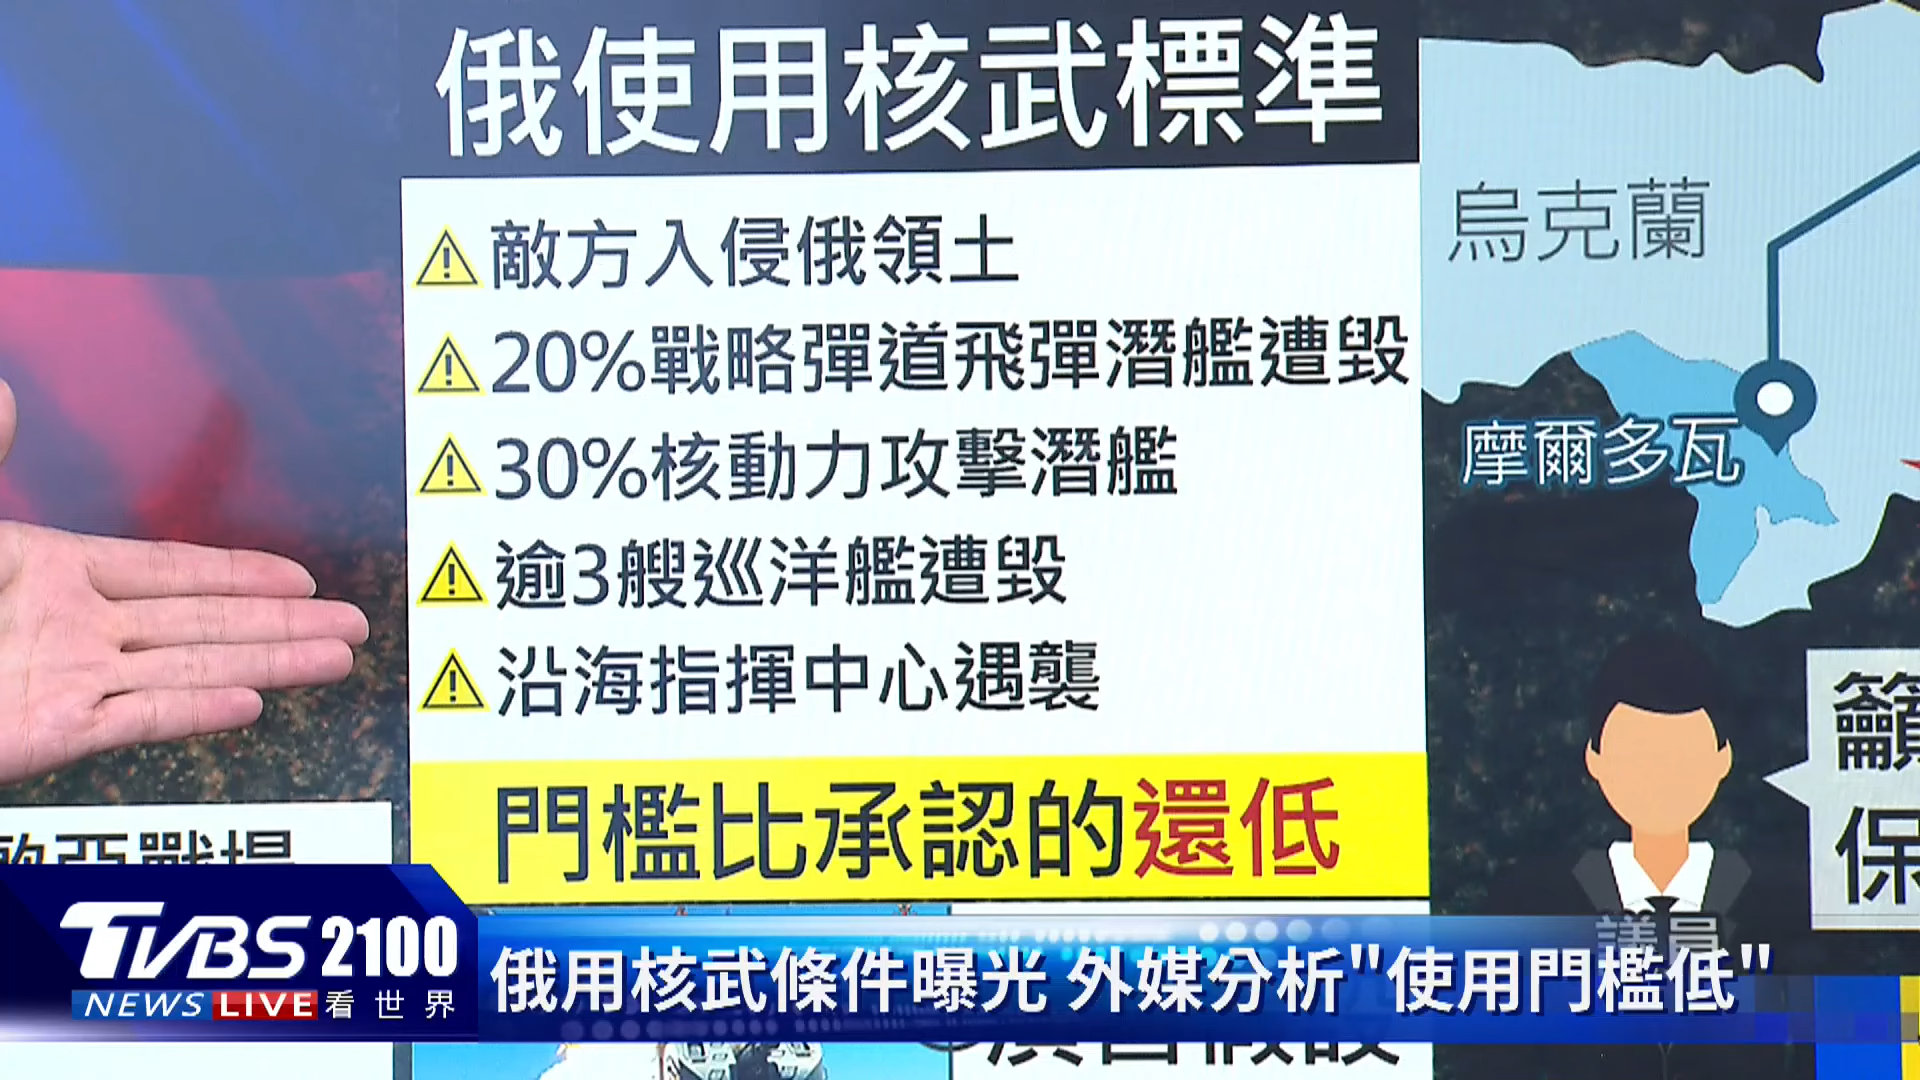 俄使用核武標準
敵方入侵俄領土
20%戰略彈道飛彈潛艦遭毀
30%核動力攻擊潛艦
逾3艘巡洋艦遭毀
沿海指揮中心遇襲
門檻比承認的還低
烏克蘭
摩爾多瓦
籲
保
議員
TVBS 2100
NEWS LIVE 看世界
俄用核武條件曝光 外媒分析"使用門檻低"